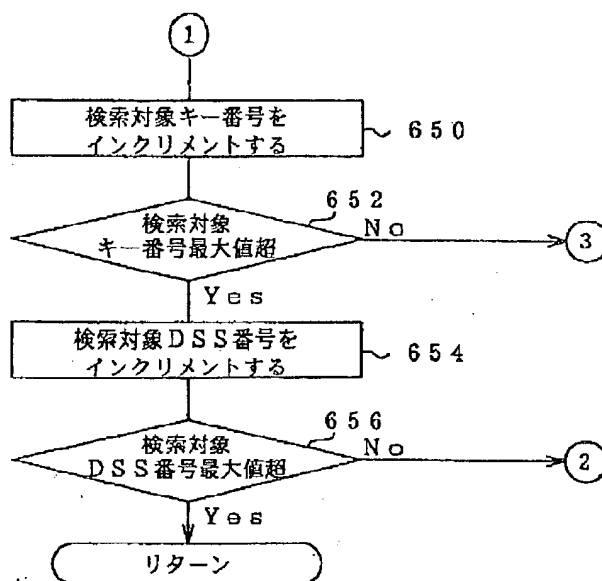 1
検索対象キー番号を
インクリメントする
650
検索対象
キー番号最大値超
652
No
3
Yes
検索対象DSS番号を
インクリメントする
654
検索対象
DSS番号最大値超
656
No
2
Yes
リターン